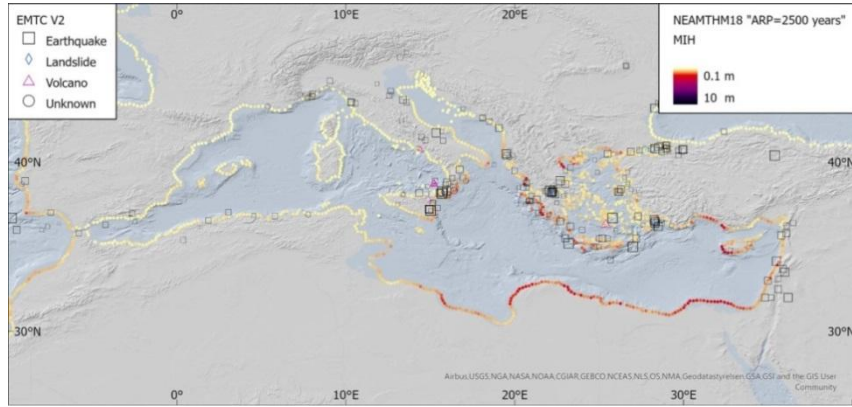 EMTC V2
Earthquake
Landslide
Volcano
Unknown
NEAMTHM18 "ARP=2500 years"
MIH
0.1 m
10 m
0°
10°E
20°E
30°E
40°N
40°N
30°N
30°N
Airbus,USGS,NGA,NASA,NOAA,CGIAR,GEBCO,NCEAS,NLS,OS,NMA,Geodatastyrelsen,GSA,GSI and the GIS User
Community
0°
10°E
20°E
30°E